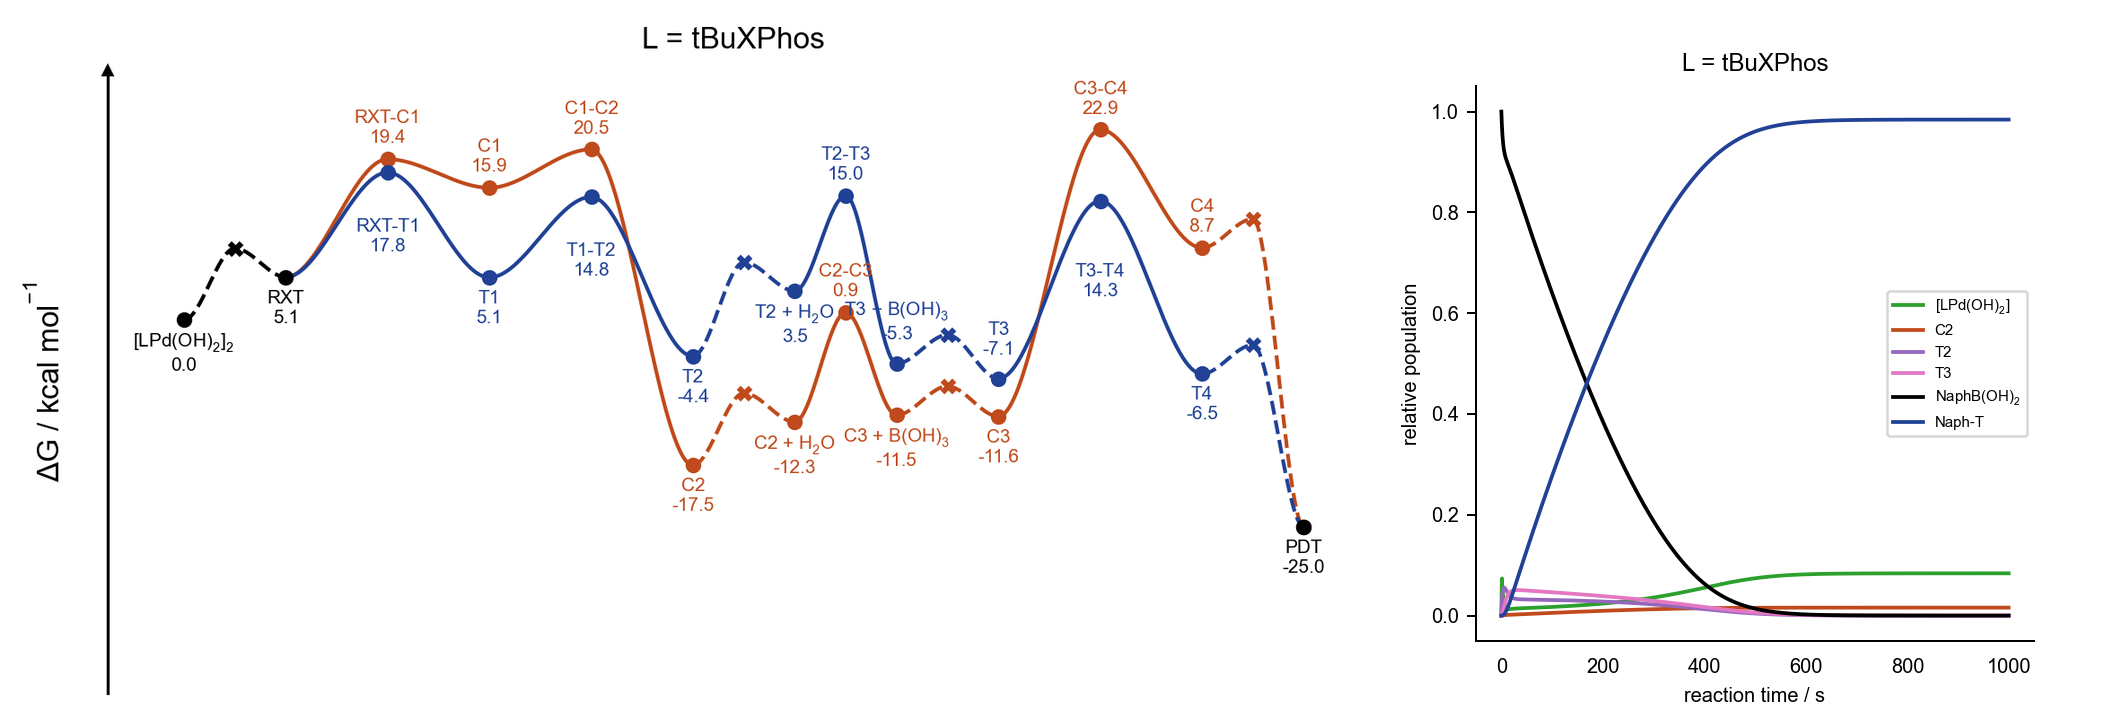 L = tBuXPhos
ΔG / kcal mol⁻¹
[LPd(OH)₂]₂
0.0
RXT
5.1
RXT-C1
19.4
RXT-T1
17.8
C1
15.9
T1
5.1
C1-C2
20.5
T1-T2
14.8
T2
-4.4
C2
-17.5
T2 + H₂O
3.5
C2 + H₂O
-12.3
T2-T3
15.0
C2-C3
0.9
T3 + B(OH)₃
-5.3
C3 + B(OH)₃
-11.5
T3
-7.1
C3
-11.6
C3-C4
22.9
T3-T4
14.3
C4
8.7
T4
-6.5
PDT
-25.0
L = tBuXPhos
relative population
1.0
0.8
0.6
0.4
0.2
0.0
0 200 400 600 800 1000
reaction time / s
[LPd(OH)₂]
C2
T2
T3
NaphB(OH)₂
Naph-T